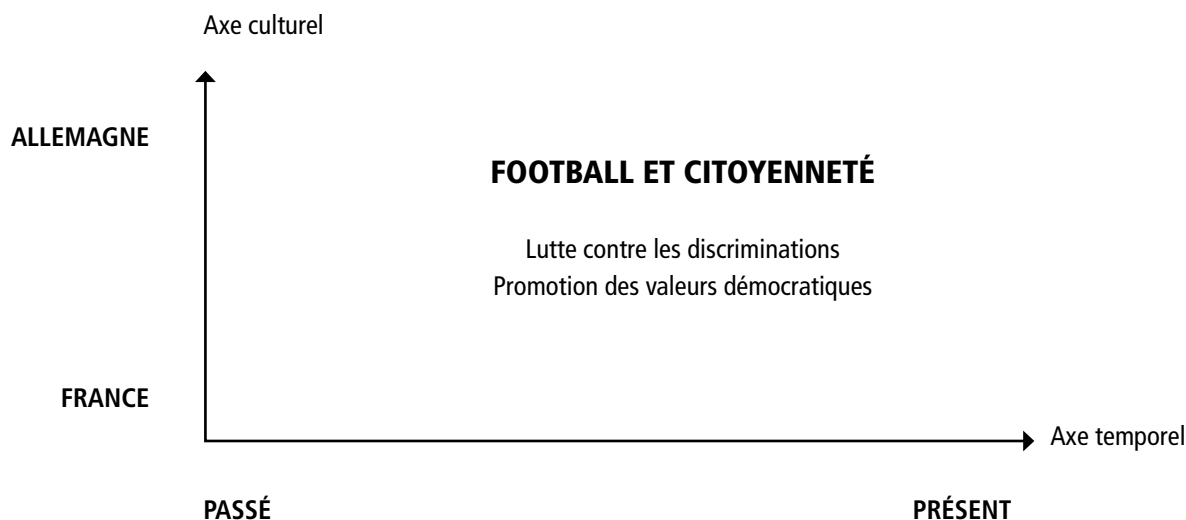 Axe culturel
ALLEMAGNE
FOOTBALL ET CITOYENNETÉ
Lutte contre les discriminations
Promotion des valeurs démocratiques
FRANCE
Axe temporel
PASSÉ
PRÉSENT